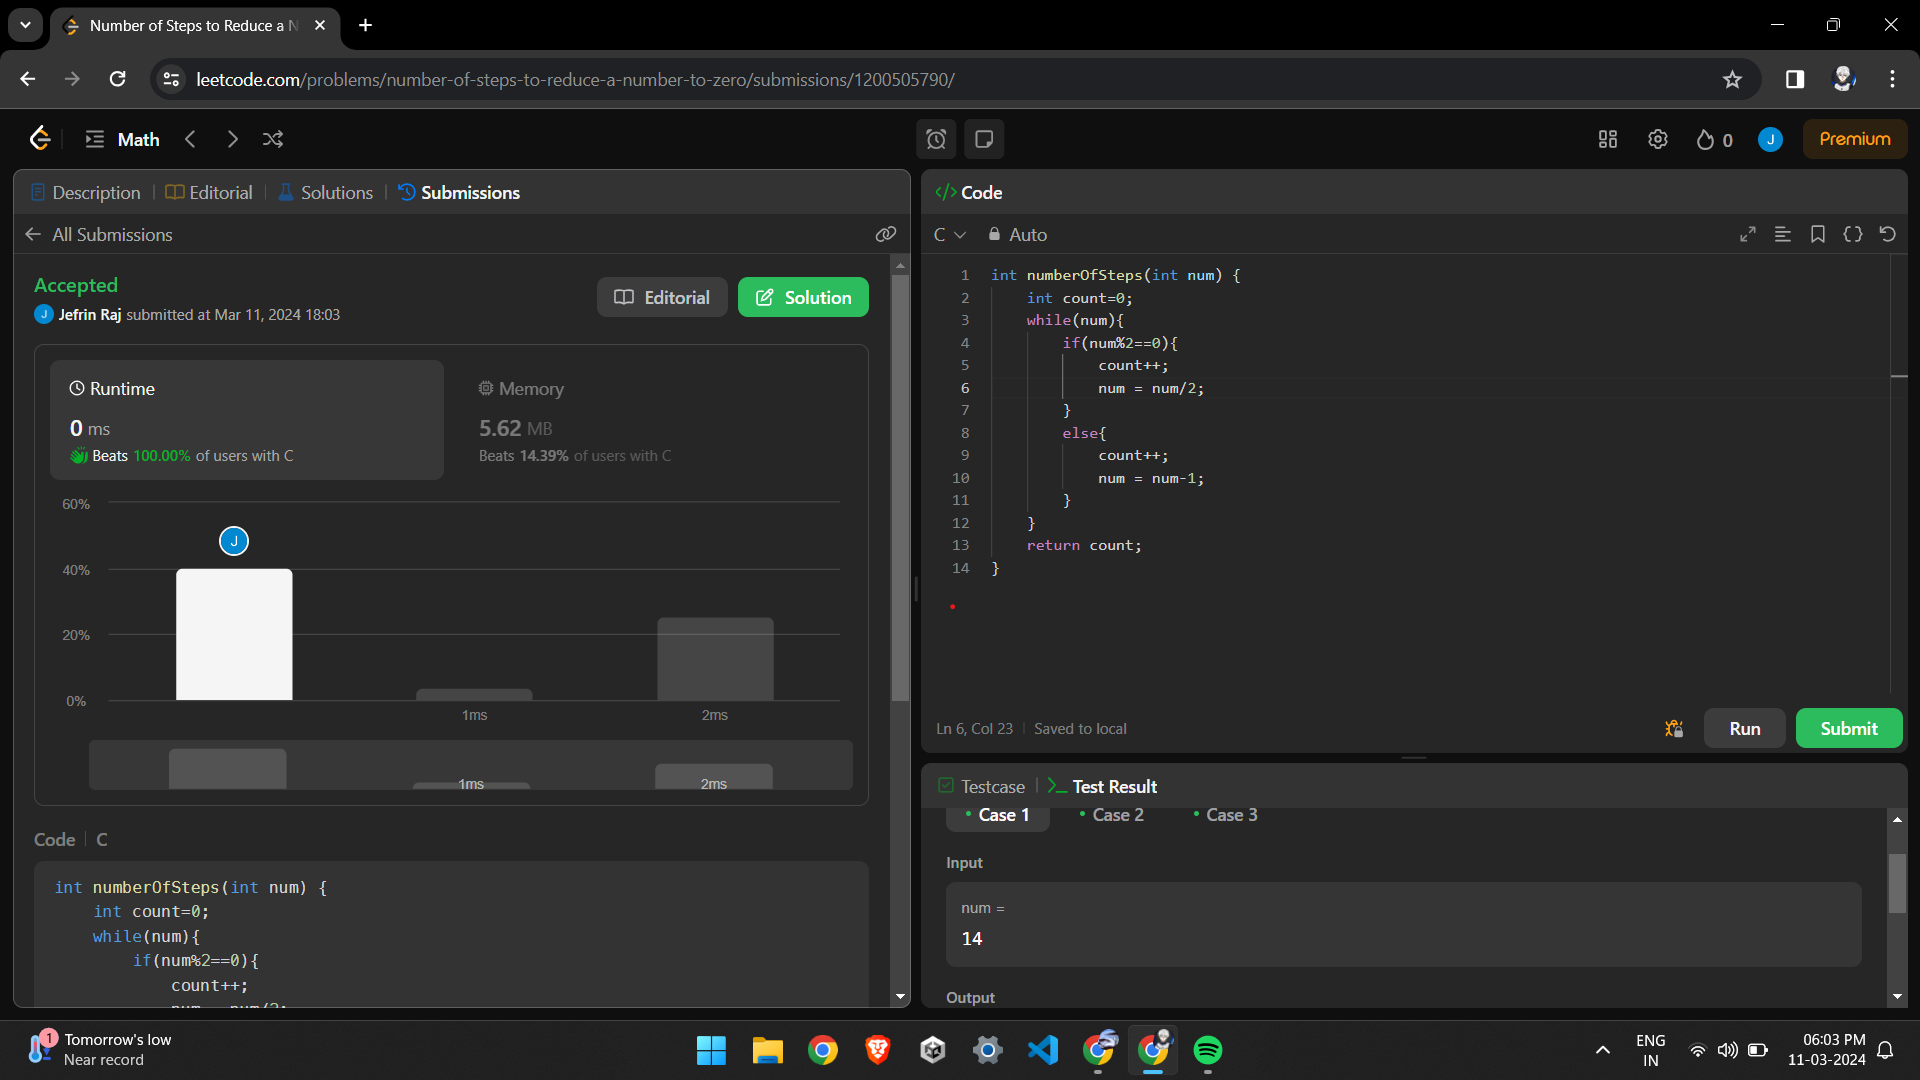 Number of Steps to Reduce a N
leetcode.com/problems/number-of-steps-to-reduce-a-number-to-zero/submissions/1200505790/
Math
0
J
Premium
Description
Editorial
Solutions
Submissions
All Submissions
Accepted
J Jefrin Raj submitted at Mar 11, 2024 18:03
Editorial
Solution
Runtime
0 ms
Beats 100.00% of users with C
Memory
5.62 MB
Beats 14.39% of users with C
60%
40%
20%
0%
J
1ms
2ms
1ms
2ms
Code
C
int numberOfSteps(int num) {
int count=0;
while(num){
if(num%2==0){
count++;
num = num/2;
</> Code
C
Auto
1 int numberOfSteps(int num) {
2 int count=0;
3 while(num){
4 if(num%2==0){
5 count++;
6 num = num/2;
7 }
8 else{
9 count++;
10 num = num-1;
11 }
12 }
13 return count;
14 }
Ln 6, Col 23
Saved to local
Run
Submit
Testcase
Test Result
Case 1
Case 2
Case 3
Input
num =
14
Output
1
Tomorrow's low
Near record
ENG
IN
06:03 PM
11-03-2024